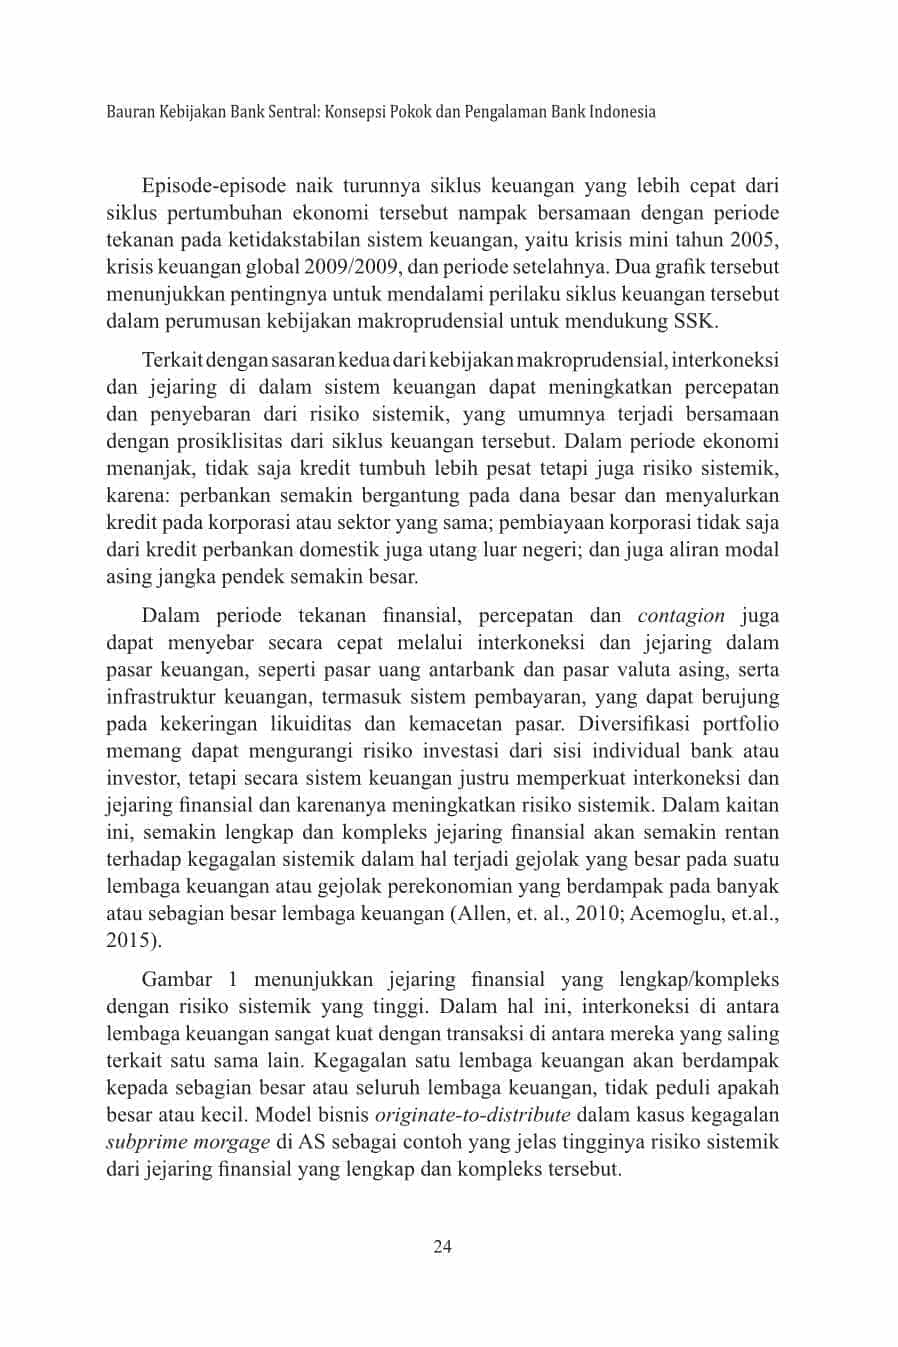 Bauran Kebijakan Bank Sentral: Konsepsi Pokok dan Pengalaman Bank Indonesia
Episode-episode naik turunnya siklus keuangan yang lebih cepat dari
siklus pertumbuhan ekonomi tersebut nampak bersamaan dengan periode
tekanan pada ketidakstabilan sistem keuangan, yaitu krisis mini tahun 2005,
krisis keuangan global 2009/2009, dan periode setelahnya. Dua grafik tersebut
menunjukkan pentingnya untuk mendalami perilaku siklus keuangan tersebut
dalam perumusan kebijakan makroprudensial untuk mendukung SSK.
Terkait dengan sasaran kedua dari kebijakan makroprudensial, interkoneksi
dan jejaring di dalam sistem keuangan dapat meningkatkan percepatan
dan penyebaran dari risiko sistemik, yang umumnya terjadi bersamaan
dengan prosiklisitas dari siklus keuangan tersebut. Dalam periode ekonomi
menanjak, tidak saja kredit tumbuh lebih pesat tetapi juga risiko sistemik,
karena: perbankan semakin bergantung pada dana besar dan menyalurkan
kredit pada korporasi atau sektor yang sama; pembiayaan korporasi tidak saja
dari kredit perbankan domestik juga utang luar negeri; dan juga aliran modal
asing jangka pendek semakin besar.
Dalam periode tekanan finansial, percepatan dan contagion juga
dapat menyebar secara cepat melalui interkoneksi dan jejaring dalam
pasar keuangan, seperti pasar uang antarbank dan pasar valuta asing, serta
infrastruktur keuangan, termasuk sistem pembayaran, yang dapat berujung
pada kekeringan likuiditas dan kemacetan pasar. Diversifikasi portfolio
memang dapat mengurangi risiko investasi dari sisi individual bank atau
investor, tetapi secara sistem keuangan justru memperkuat interkoneksi dan
jejaring finansial dan karenanya meningkatkan risiko sistemik. Dalam kaitan
ini, semakin lengkap dan kompleks jejaring finansial akan semakin rentan
terhadap kegagalan sistemik dalam hal terjadi gejolak yang besar pada suatu
lembaga keuangan atau gejolak perekonomian yang berdampak pada banyak
atau sebagian besar lembaga keuangan (Allen, et. al., 2010; Acemoglu, et.al.,
2015).
Gambar 1 menunjukkan jejaring finansial yang lengkap/kompleks
dengan risiko sistemik yang tinggi. Dalam hal ini, interkoneksi di antara
lembaga keuangan sangat kuat dengan transaksi di antara mereka yang saling
terkait satu sama lain. Kegagalan satu lembaga keuangan akan berdampak
kepada sebagian besar atau seluruh lembaga keuangan, tidak peduli apakah
besar atau kecil. Model bisnis originate-to-distribute dalam kasus kegagalan
subprime morgage di AS sebagai contoh yang jelas tingginya risiko sistemik
dari jejaring finansial yang lengkap dan kompleks tersebut.
24